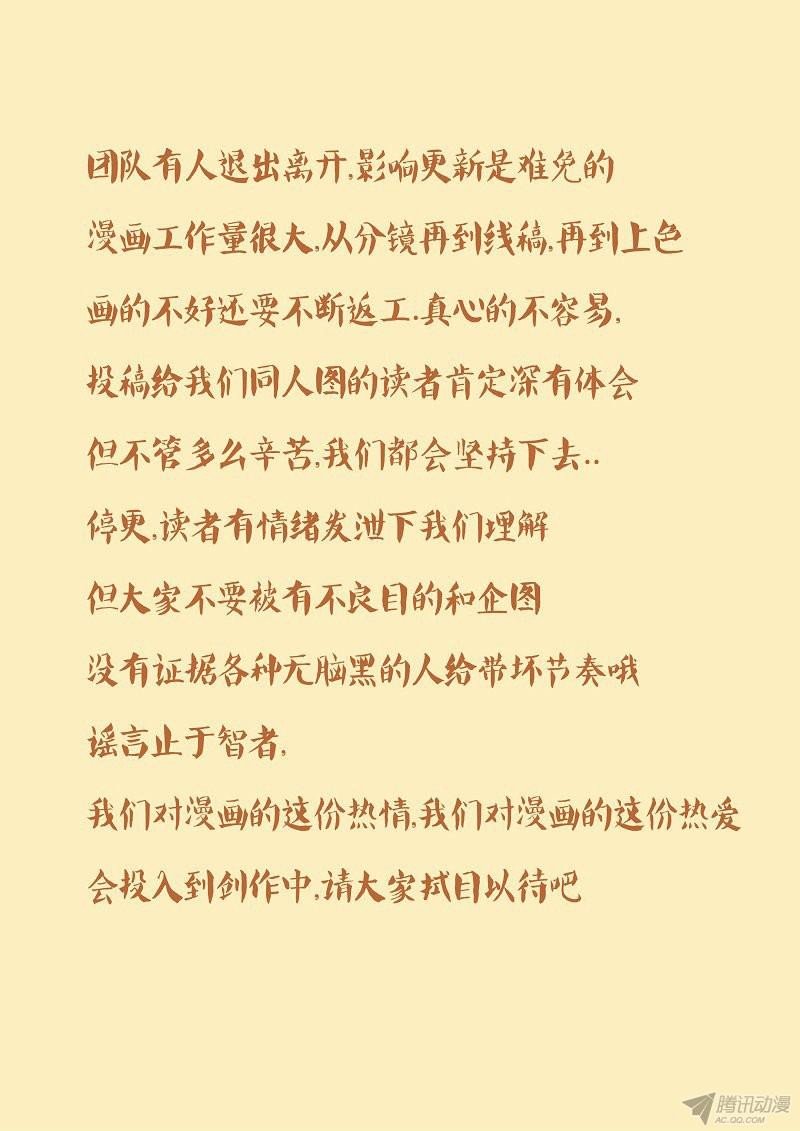 团队有人退出离开,影响更新是难免的
漫画工作量很大,从分镜再到线稿,再到上色
画的不好还要不断返工.真心的不容易,
投稿给我们同人图的读者肯定深有体会
但不管多么辛苦,我们都会坚持下去..
停更,读者有情绪发泄下我们埋解
但大家不要被有不良目的和企图
没有证据各种无脑黑的人给带坏节奏哦
谣言止于智者,
我们对漫画的这份热情,我们对漫画的这份热爱
会投入到创作中,请大家拭目以待吧
腾讯动漫
AC.QQ.COM